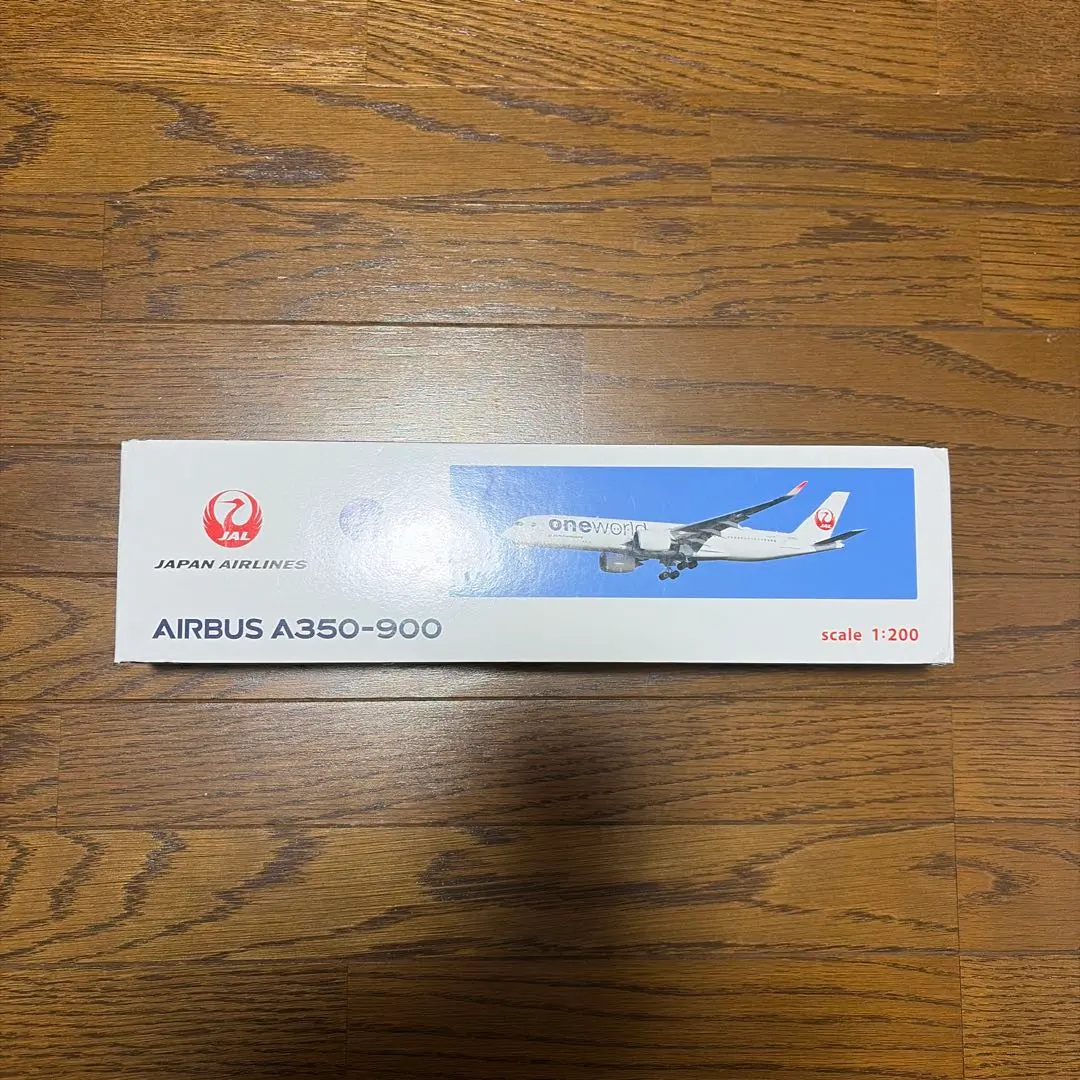 JAL
JAPAN AIRLINES
oneworld
AIRBUS A350-900
scale 1:200